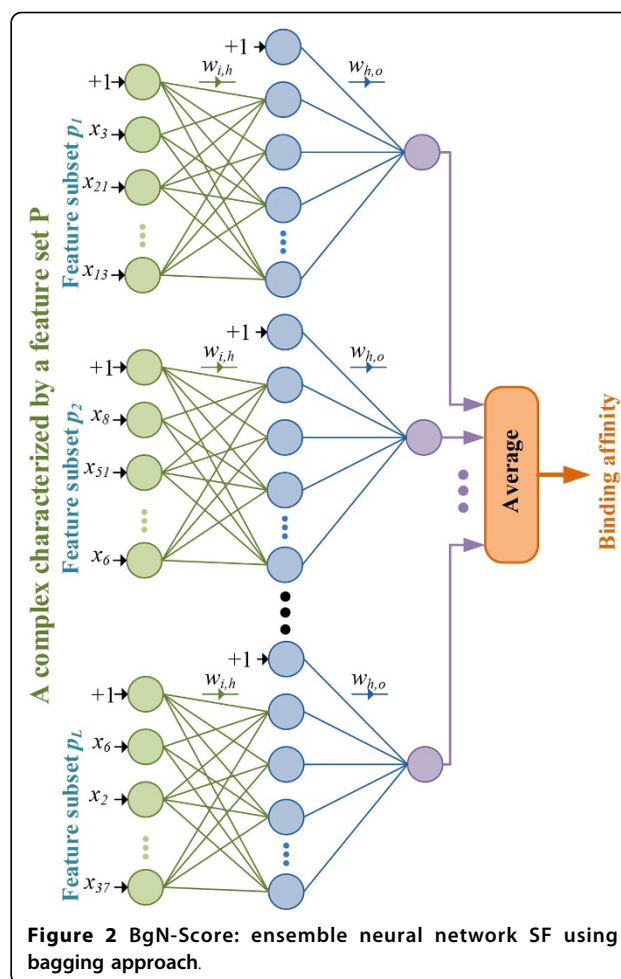 A complex characterized by a feature set P
Feature subset p1
+1
x3
x21
x13
wi,h
+1
wh,o
Feature subset p2
+1
x8
x51
x6
wi,h
+1
wh,o
Feature subset pL
+1
x6
x2
x37
wi,h
+1
wh,o
Average
Binding affinity
Figure 2 BgN-Score: ensemble neural network SF using
bagging approach.